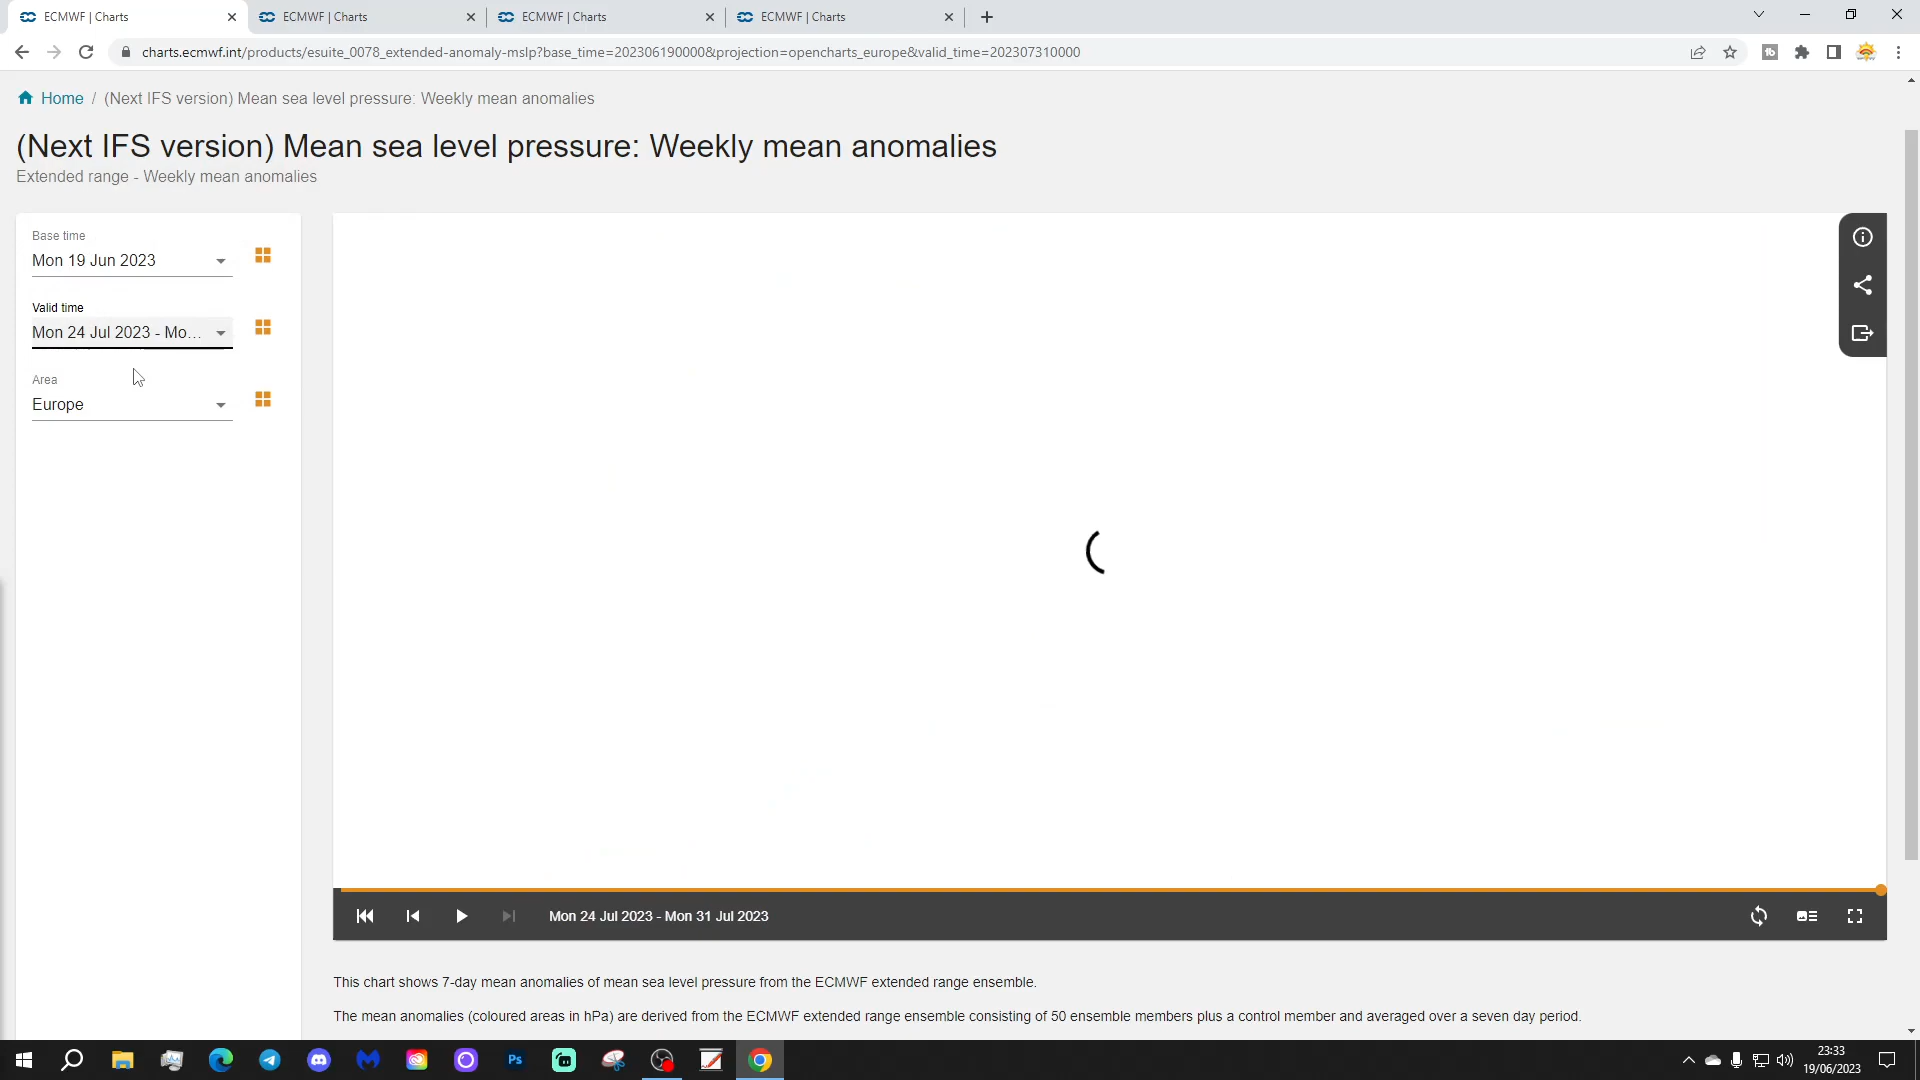 ECMWF | Charts
ECMWF | Charts
ECMWF | Charts
ECMWF | Charts
charts.ecmwf.int/products/esuite_0078_extended-anomaly-mslp?base_time=202306190000&projection=opencharts_europe&valid_time=202307310000
Home / (Next IFS version) Mean sea level pressure: Weekly mean anomalies
(Next IFS version) Mean sea level pressure: Weekly mean anomalies
Extended range - Weekly mean anomalies
Base time
Mon 19 Jun 2023
Valid time
Mon 24 Jul 2023 - Mo...
Area
Europe
Mon 24 Jul 2023 - Mon 31 Jul 2023
This chart shows 7-day mean anomalies of mean sea level pressure from the ECMWF extended range ensemble.
The mean anomalies (coloured areas in hPa) are derived from the ECMWF extended range ensemble consisting of 50 ensemble members plus a control member and averaged over a seven day period.
Ps
23:33
19/06/2023